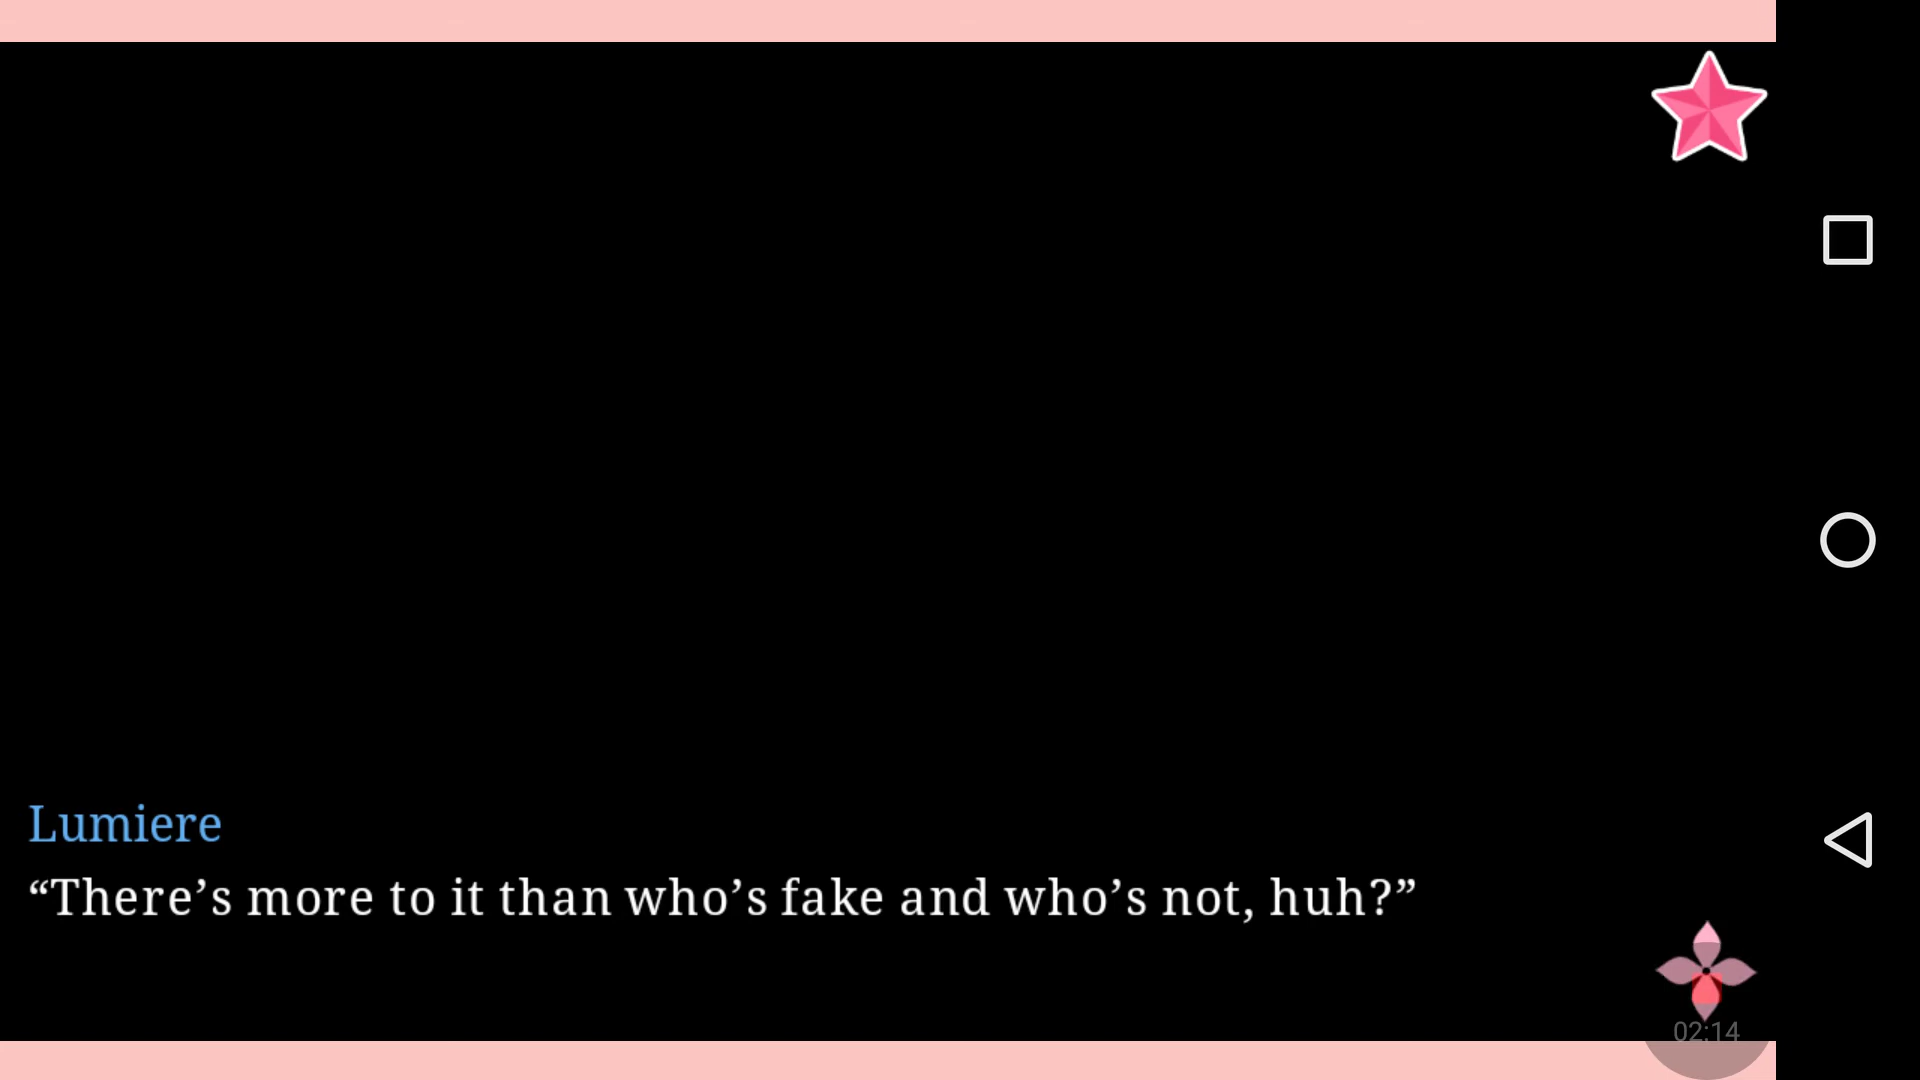 Lumiere
“There’s more to it than who’s fake and who’s not, huh?”
02:14